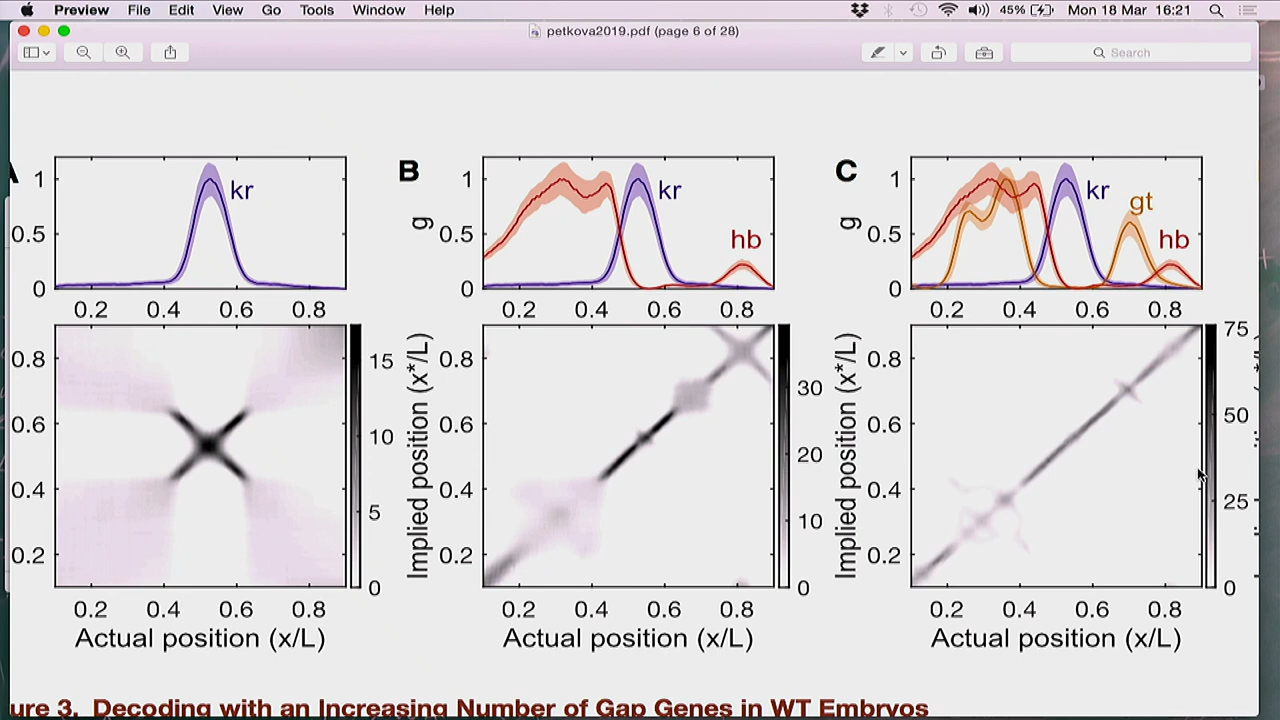 Preview File Edit View Go Tools Window Help 45% Mon 18 Mar 16:21
petkova2019.pdf (page 6 of 28)
Search
B C
1 kr 1 kr 1 kr gt
g g
0.5 0.5 hb 0.5 hb
0 0 0
0.2 0.4 0.6 0.8 0.2 0.4 0.6 0.8 0.2 0.4 0.6 0.8
0.8 15 Implied position (x*/L) 0.8 30 Implied position (x*/L) 0.8 75
0.6 10 0.6 20 0.6 50
0.4 5 0.4 10 0.4 25
0.2 0 0.2 0 0.2 0
0.2 0.4 0.6 0.8 0.2 0.4 0.6 0.8 0.2 0.4 0.6 0.8
Actual position (x/L) Actual position (x/L) Actual position (x/L)
ure 3. Decoding with an Increasing Number of Gap Genes in WT Embryos